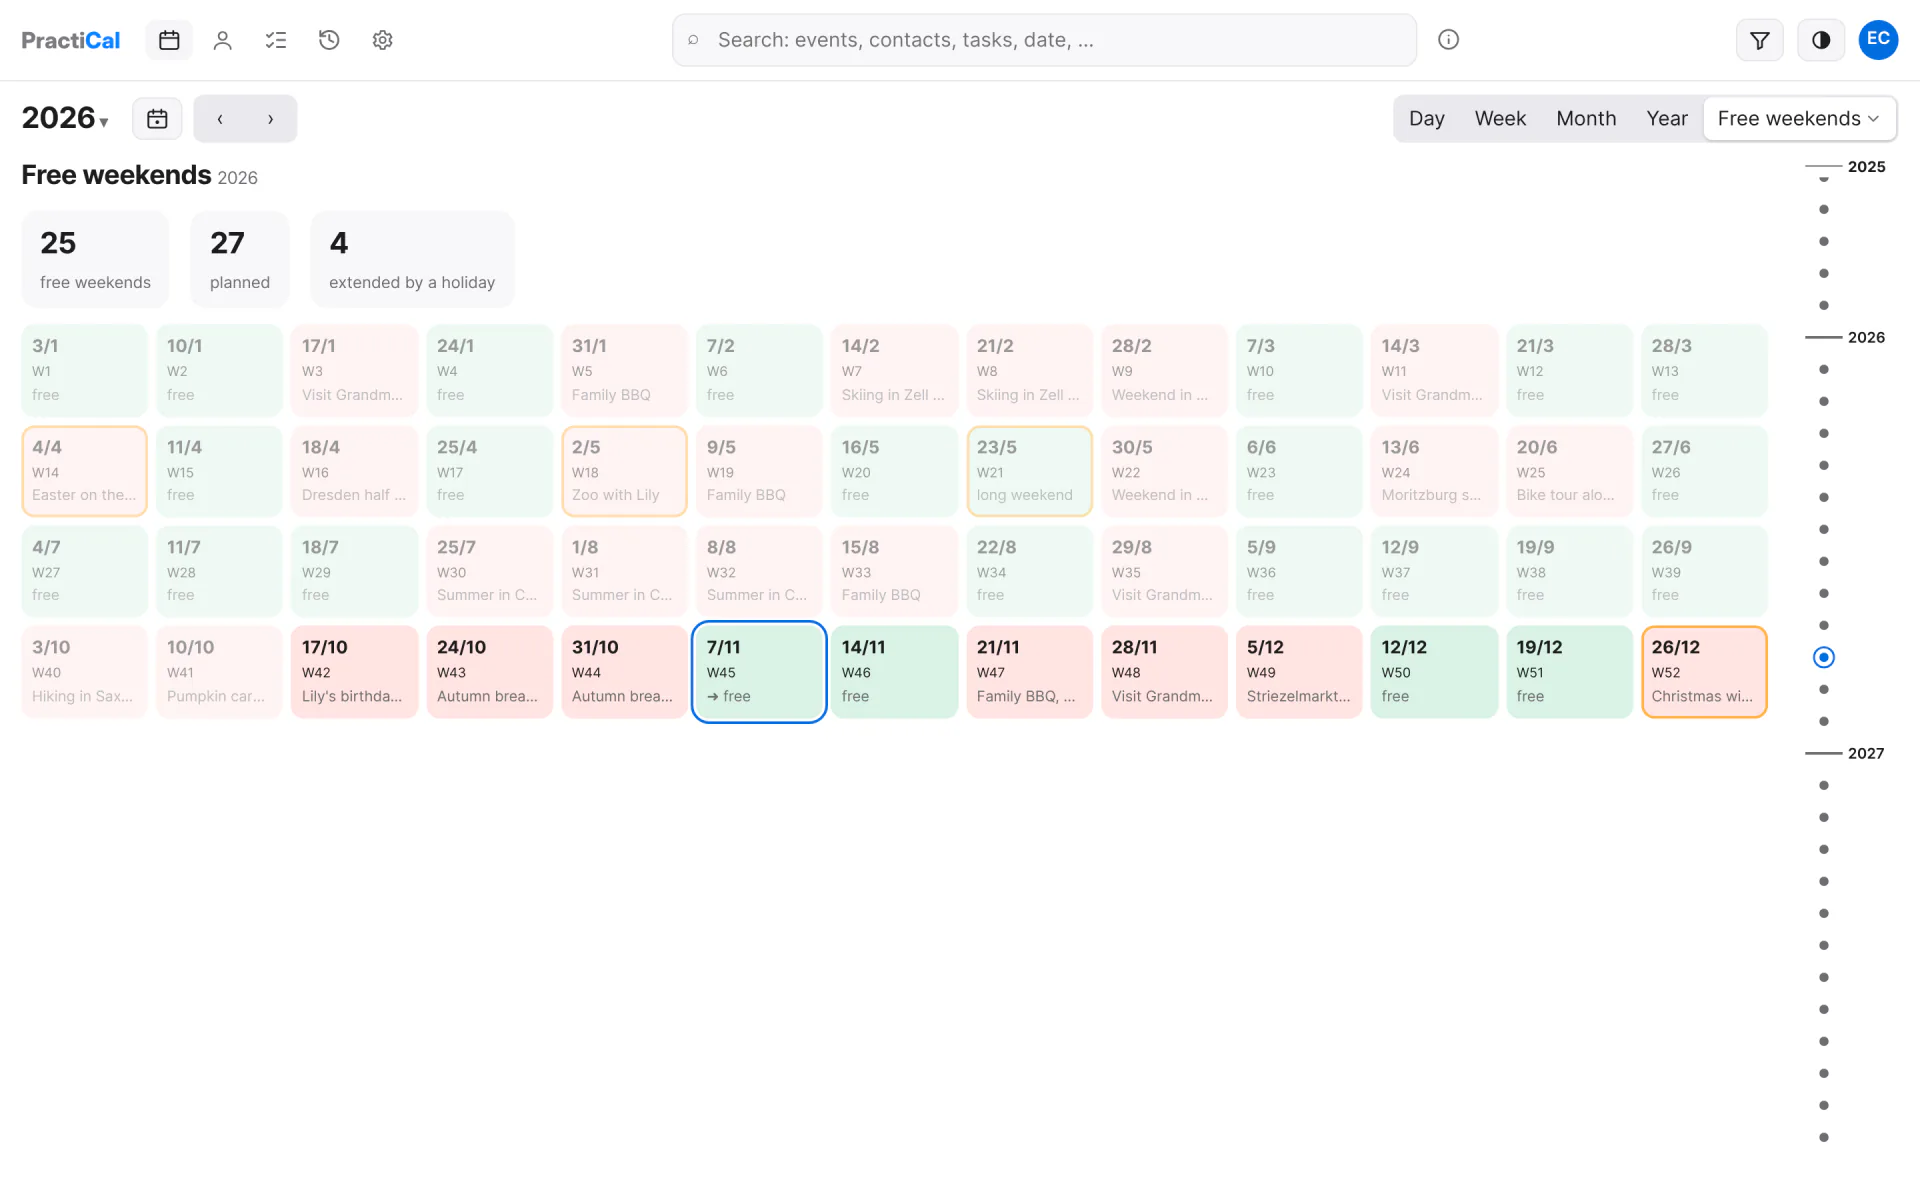 PractiCal
Search: events, contacts, tasks, date, ...
EC
2026
Day Week Month Year Free weekends
Free weekends 2026
25 27 4
free weekends planned extended by a holiday
3/1 10/1 17/1 24/1 31/1 7/2 14/2 21/2 28/2 7/3 14/3 21/3 28/3
W1 W2 W3 W4 W5 W6 W7 W8 W9 W10 W11 W12 W13
free free Visit Grandm... free Family BBQ free Skiing in Zell ... Skiing in Zell ... Weekend in ... free Visit Grandm... free free
4/4 11/4 18/4 25/4 2/5 9/5 16/5 23/5 30/5 6/6 13/6 20/6 27/6
W14 W15 W16 W17 W18 W19 W20 W21 W22 W23 W24 W25 W26
Easter on the... free Dresden half ... free Zoo with Lily Family BBQ free long weekend Weekend in ... free Moritzburg s... Bike tour alo... free
4/7 11/7 18/7 25/7 1/8 8/8 15/8 22/8 29/8 5/9 12/9 19/9 26/9
W27 W28 W29 W30 W31 W32 W33 W34 W35 W36 W37 W38 W39
free free free Summer in C... Summer in C... Summer in C... Family BBQ free Visit Grandm... free free free free
3/10 10/10 17/10 24/10 31/10 7/11 14/11 21/11 28/11 5/12 12/12 19/12 26/12
W40 W41 W42 W43 W44 W45 W46 W47 W48 W49 W50 W51 W52
Hiking in Sax... Pumpkin car... Lily's birthda... Autumn brea... Autumn brea... → free free Family BBQ, ... Visit Grandm... Striezelmarkt... free free Christmas wi...
2025
2026
2027